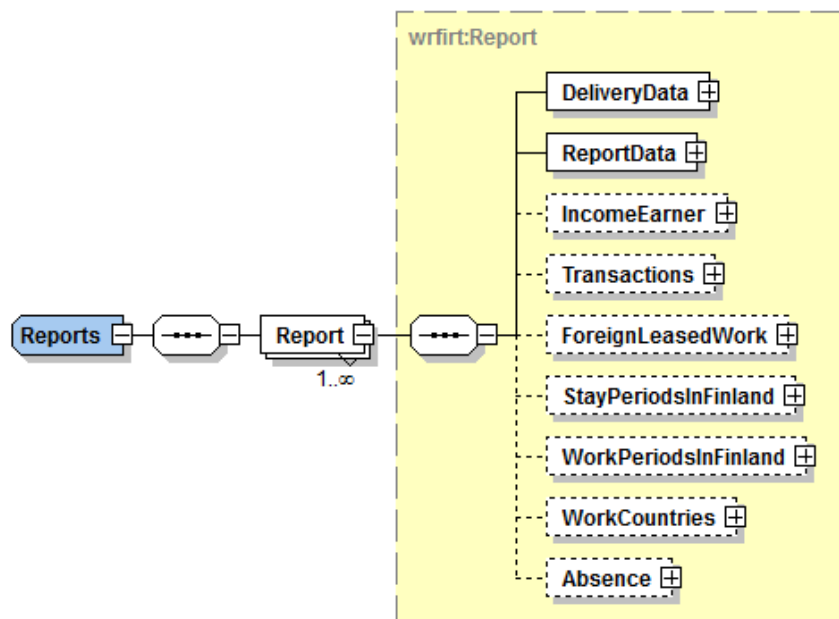 wrfirt:Report
DeliveryData
ReportData
IncomeEarner
Transactions
Reports
Report
1..∞
ForeignLeasedWork
StayPeriodsInFinland
WorkPeriodsInFinland
WorkCountries
Absence